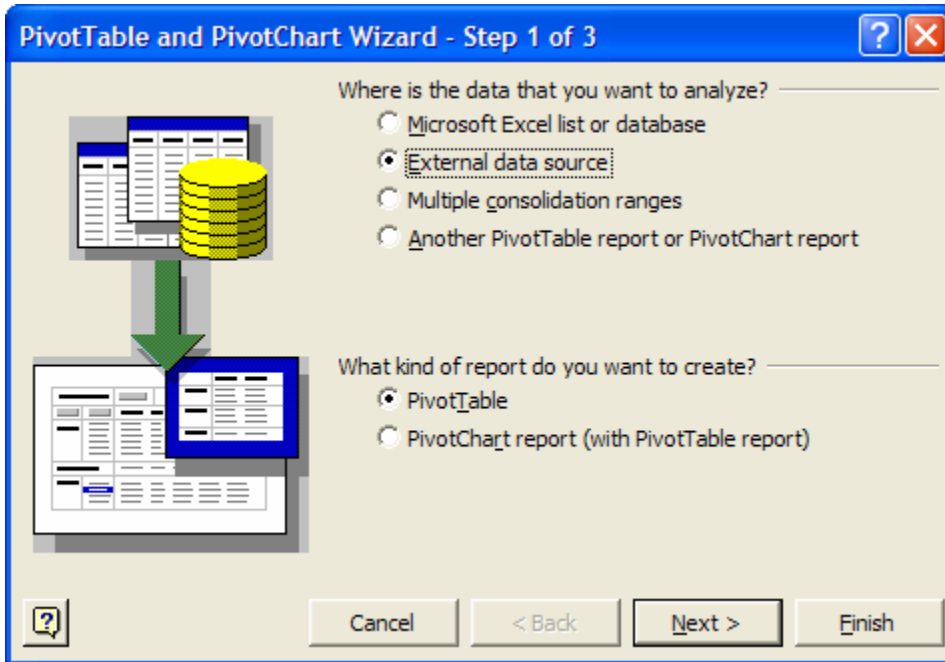 PivotTable and PivotChart Wizard - Step 1 of 3
Where is the data that you want to analyze?
Microsoft Excel list or database
External data source
Multiple consolidation ranges
Another PivotTable report or PivotChart report
What kind of report do you want to create?
PivotTable
PivotChart report (with PivotTable report)
Cancel
< Back
Next >
Finish